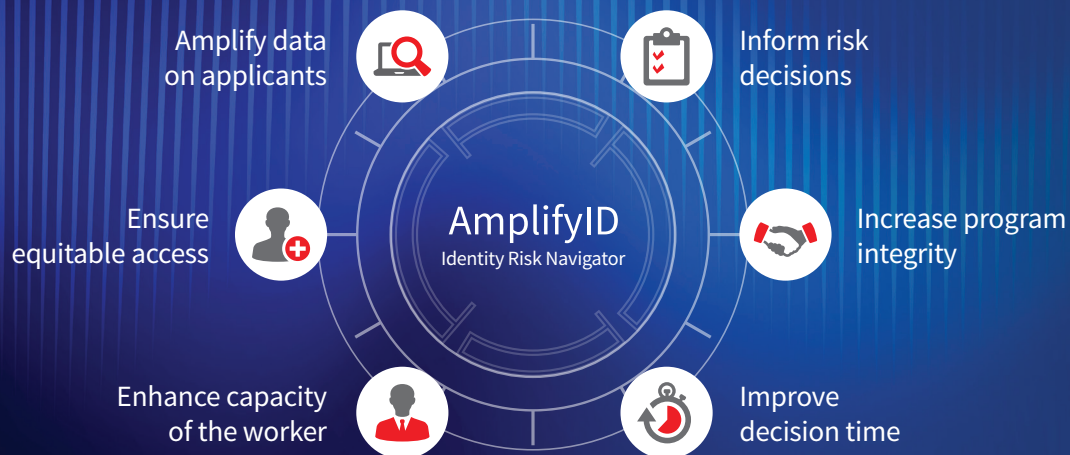 Amplify data
on applicants
Inform risk
decisions
Ensure
equitable access
AmplifyID
Identity Risk Navigator
Increase program
integrity
Enhance capacity
of the worker
Improve
decision time